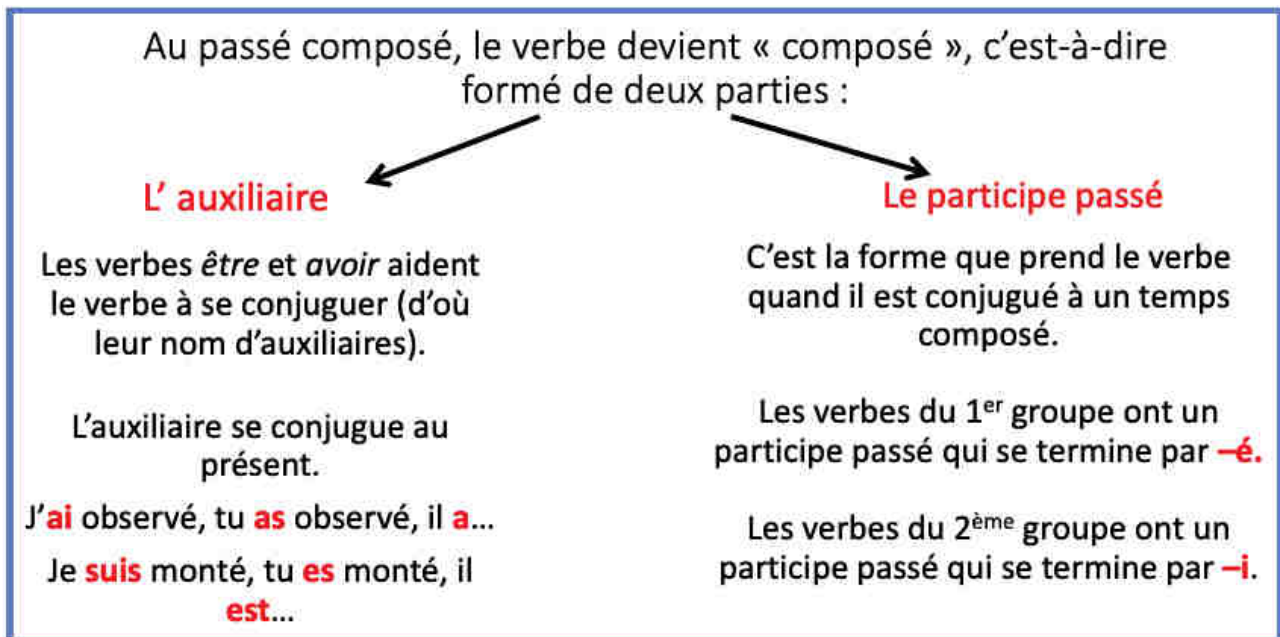 Au passé composé, le verbe devient « composé », c’est-à-dire
formé de deux parties :
L’ auxiliaire
Les verbes être et avoir aident
le verbe à se conjuguer (d’où
leur nom d’auxiliaires).
L’auxiliaire se conjugue au
présent.
J’ai observé, tu as observé, il a...
Je suis monté, tu es monté, il
est...
Le participe passé
C’est la forme que prend le verbe
quand il est conjugué à un temps
composé.
Les verbes du 1er groupe ont un
participe passé qui se termine par –é.
Les verbes du 2ème groupe ont un
participe passé qui se termine par –i.